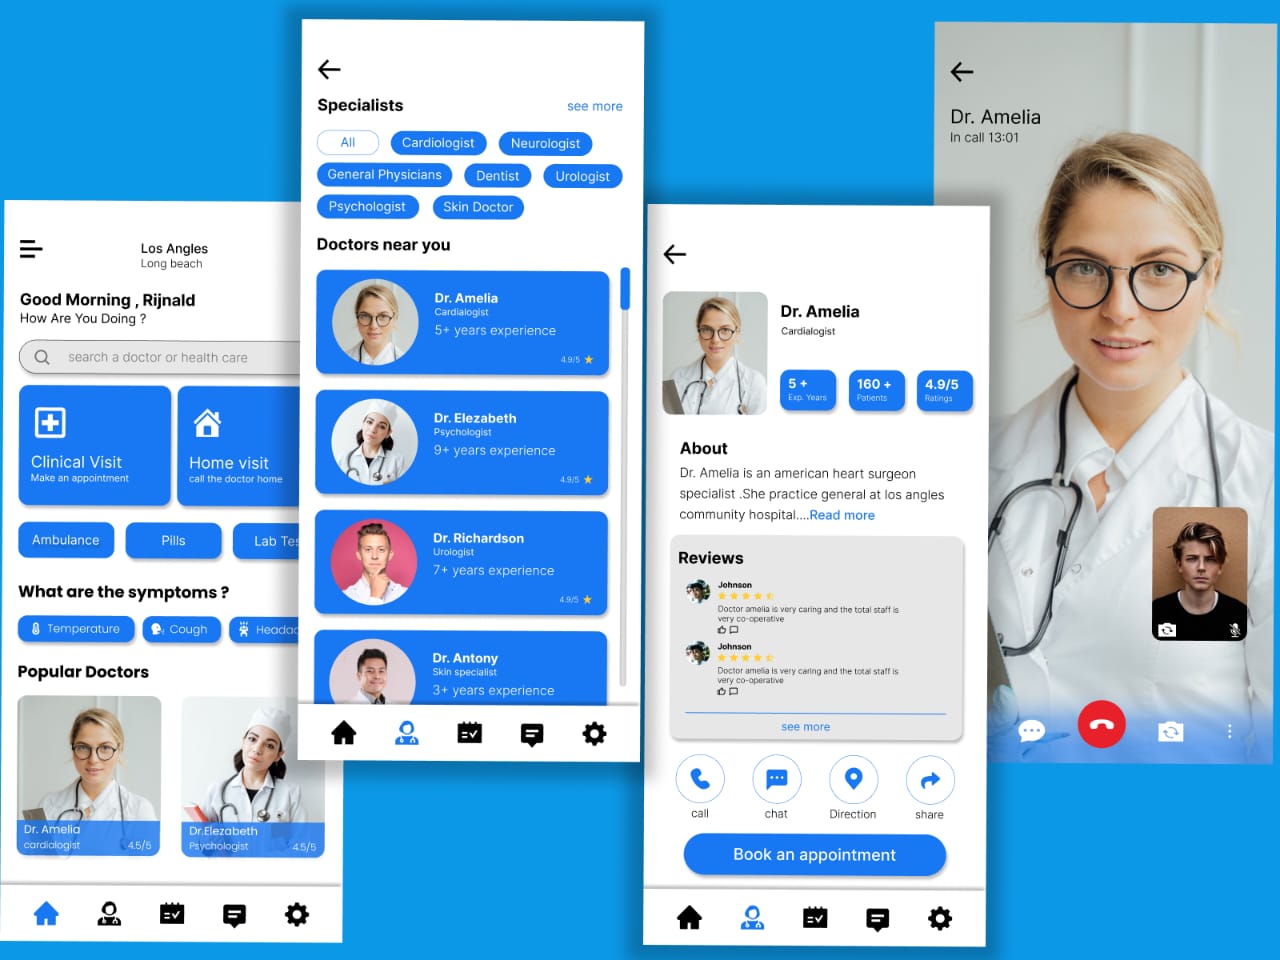 Los Angles
Long beach
Good Morning , Rijnald
How Are You Doing ?
search a doctor or health care
Clinical Visit
Make an appointment
Home visit
call the doctor home
Ambulance
Pills
Lab Tes
What are the symptoms ?
Temperature
Cough
Headac
Popular Doctors
Dr. Amelia
cardialogist
4.5/5
Dr.Elezabeth
Psychologist
4.5/5
Specialists
see more
All
Cardiologist
Neurologist
General Physicians
Dentist
Urologist
Psychologist
Skin Doctor
Doctors near you
Dr. Amelia
Cardialogist
5+ years experience
4.9/5
Dr. Elezabeth
Psychologist
9+ years experience
4.9/5
Dr. Richardson
Urologist
7+ years experience
4.9/5
Dr. Antony
Skin specialist
3+ years experience
Dr. Amelia
Cardialogist
5 +
Exp. Years
160 +
Patients
4.9/5
Ratings
About
Dr. Amelia is an american heart surgeon
specialist .She practice general at los angles
community hospital....Read more
Reviews
Johnson
Doctor amelia is very caring and the total staff is
very co-operative
Johnson
Doctor amelia is very caring and the total staff is
very co-operative
see more
call
chat
Direction
share
Book an appointment
Dr. Amelia
In call 13:01